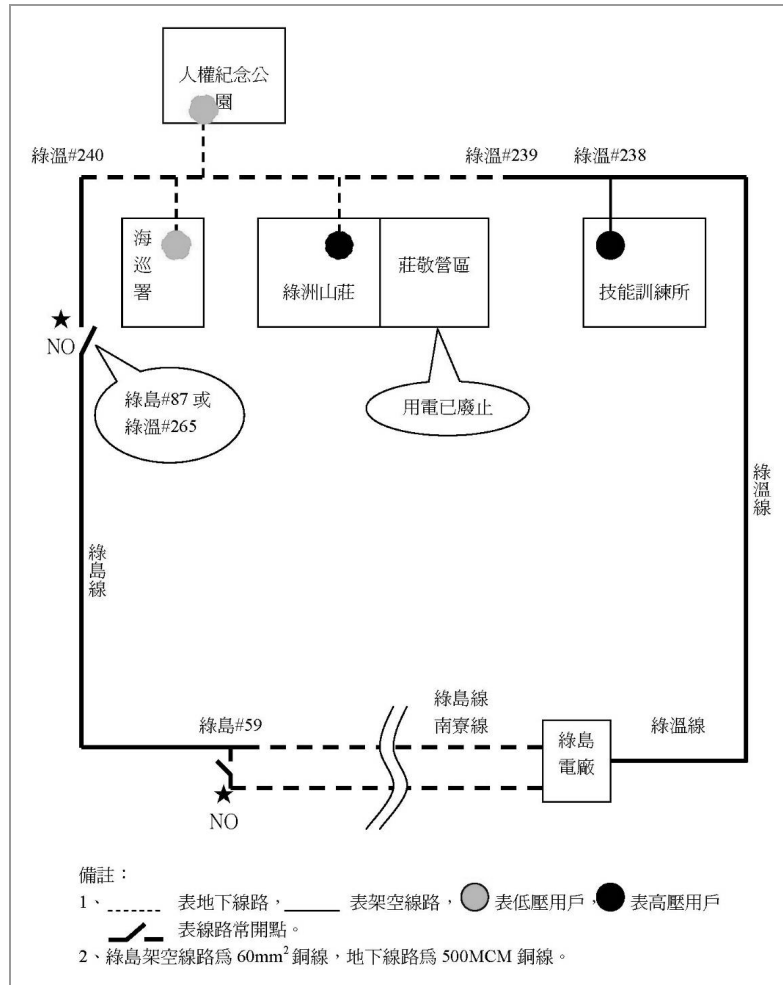 人權紀念公
園
綠溫#240
綠溫#239
綠溫#238
海
巡
署
綠洲山莊
莊敬營區
技能訓練所
★
NO
綠島#87 或
綠溫#265
用電已廢止
綠
溫
線
綠
島
線
綠島線
南寮線
綠島#59
綠島
電廠
綠溫線
★
NO
備註：
1、 表地下線路， 表架空線路， 表低壓用戶， 表高壓用戶
表線路常開點。
2、綠島架空線路爲 60mm² 銅線，地下線路爲 500MCM 銅線。